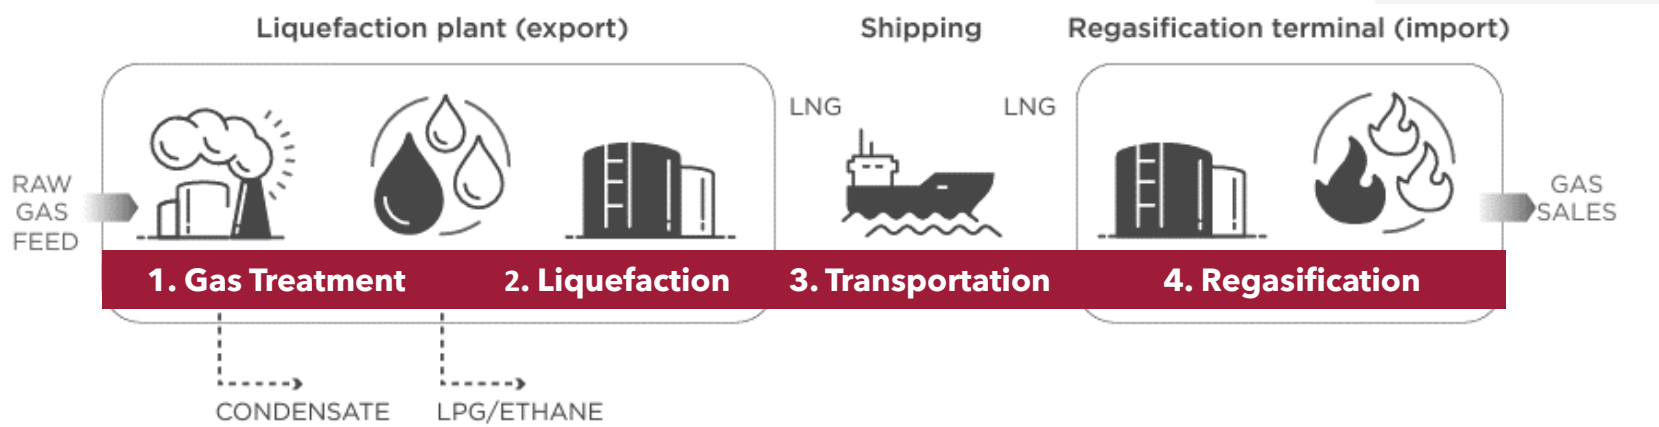 Liquefaction plant (export)
Shipping
Regasification terminal (import)
LNG
LNG
RAW
GAS
FEED
GAS
SALES
1. Gas Treatment
2. Liquefaction
3. Transportation
4. Regasification
CONDENSATE
LPG/ETHANE